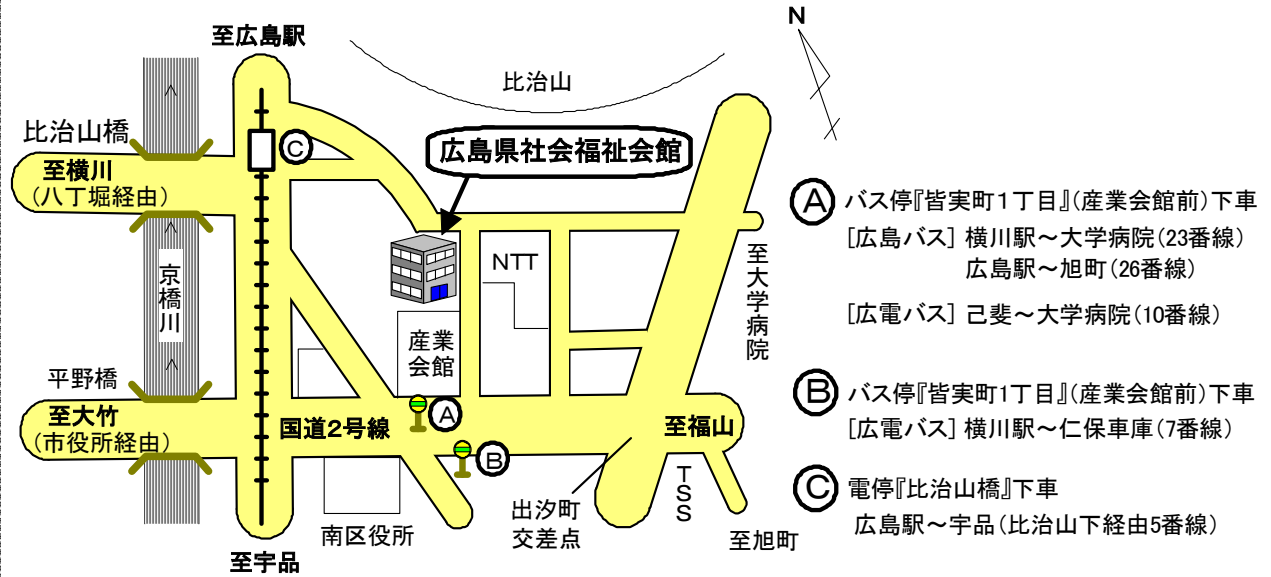 至広島駅
N
比治山
比治山橋
C
広島県社会福祉会館
至横川
(八丁堀経由)
京橋川
NTT
至大学病院
産業
会館
平野橋
至大竹
(市役所経由)
国道2号線
A
至福山
B
南区役所
出汐町
交差点
TSS
至旭町
至宇品
A バス停『皆実町1丁目』(産業会館前)下車
[広島バス] 横川駅～大学病院(23番線)
広島駅～旭町(26番線)
[広電バス] 己斐～大学病院(10番線)
B バス停『皆実町1丁目』(産業会館前)下車
[広電バス] 横川駅～仁保車庫(7番線)
C 電停『比治山橋』下車
広島駅～宇品(比治山下経由5番線)